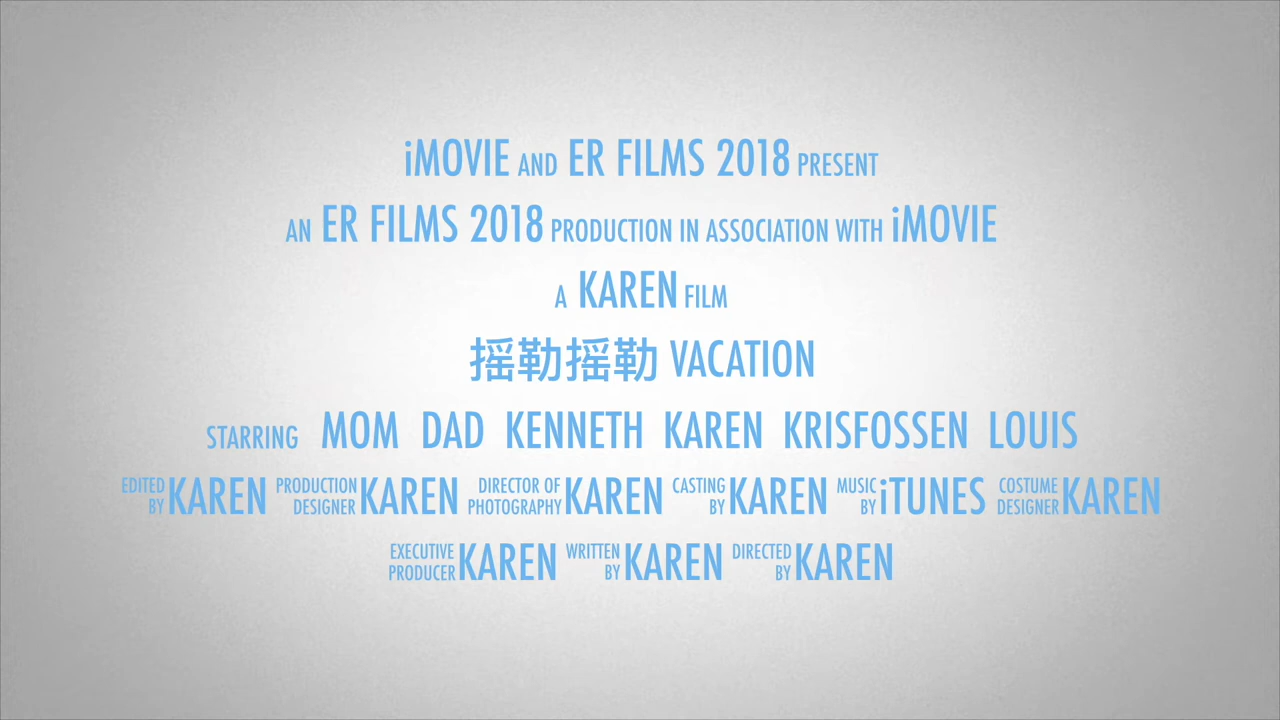 iMOVIE AND ER FILMS 2018 PRESENT
AN ER FILMS 2018 PRODUCTION IN ASSOCIATION WITH iMOVIE
A KAREN FILM
摇勒摇勒 VACATION
STARRING MOM DAD KENNETH KAREN KRISFOSSEN LOUIS
EDITED BY KAREN PRODUCTION DESIGNER KAREN DIRECTOR OF PHOTOGRAPHY KAREN CASTING BY KAREN MUSIC BY iTUNES COSTUME DESIGNER KAREN
EXECUTIVE PRODUCER KAREN WRITTEN BY KAREN DIRECTED BY KAREN